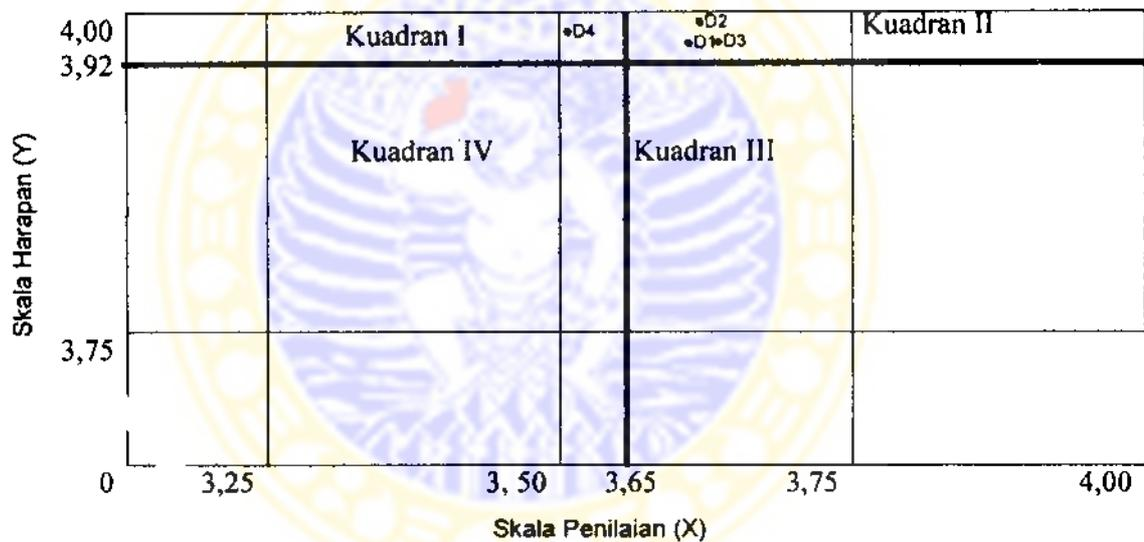 4,00
Kuadran I
D4
D2
D1
D3
Kuadran II
3,92
Kuadran IV
Kuadran III
Skala Harapan (Y)
3,75
0
3,25
3, 50
3,65
3,75
4,00
Skala Penilaian (X)